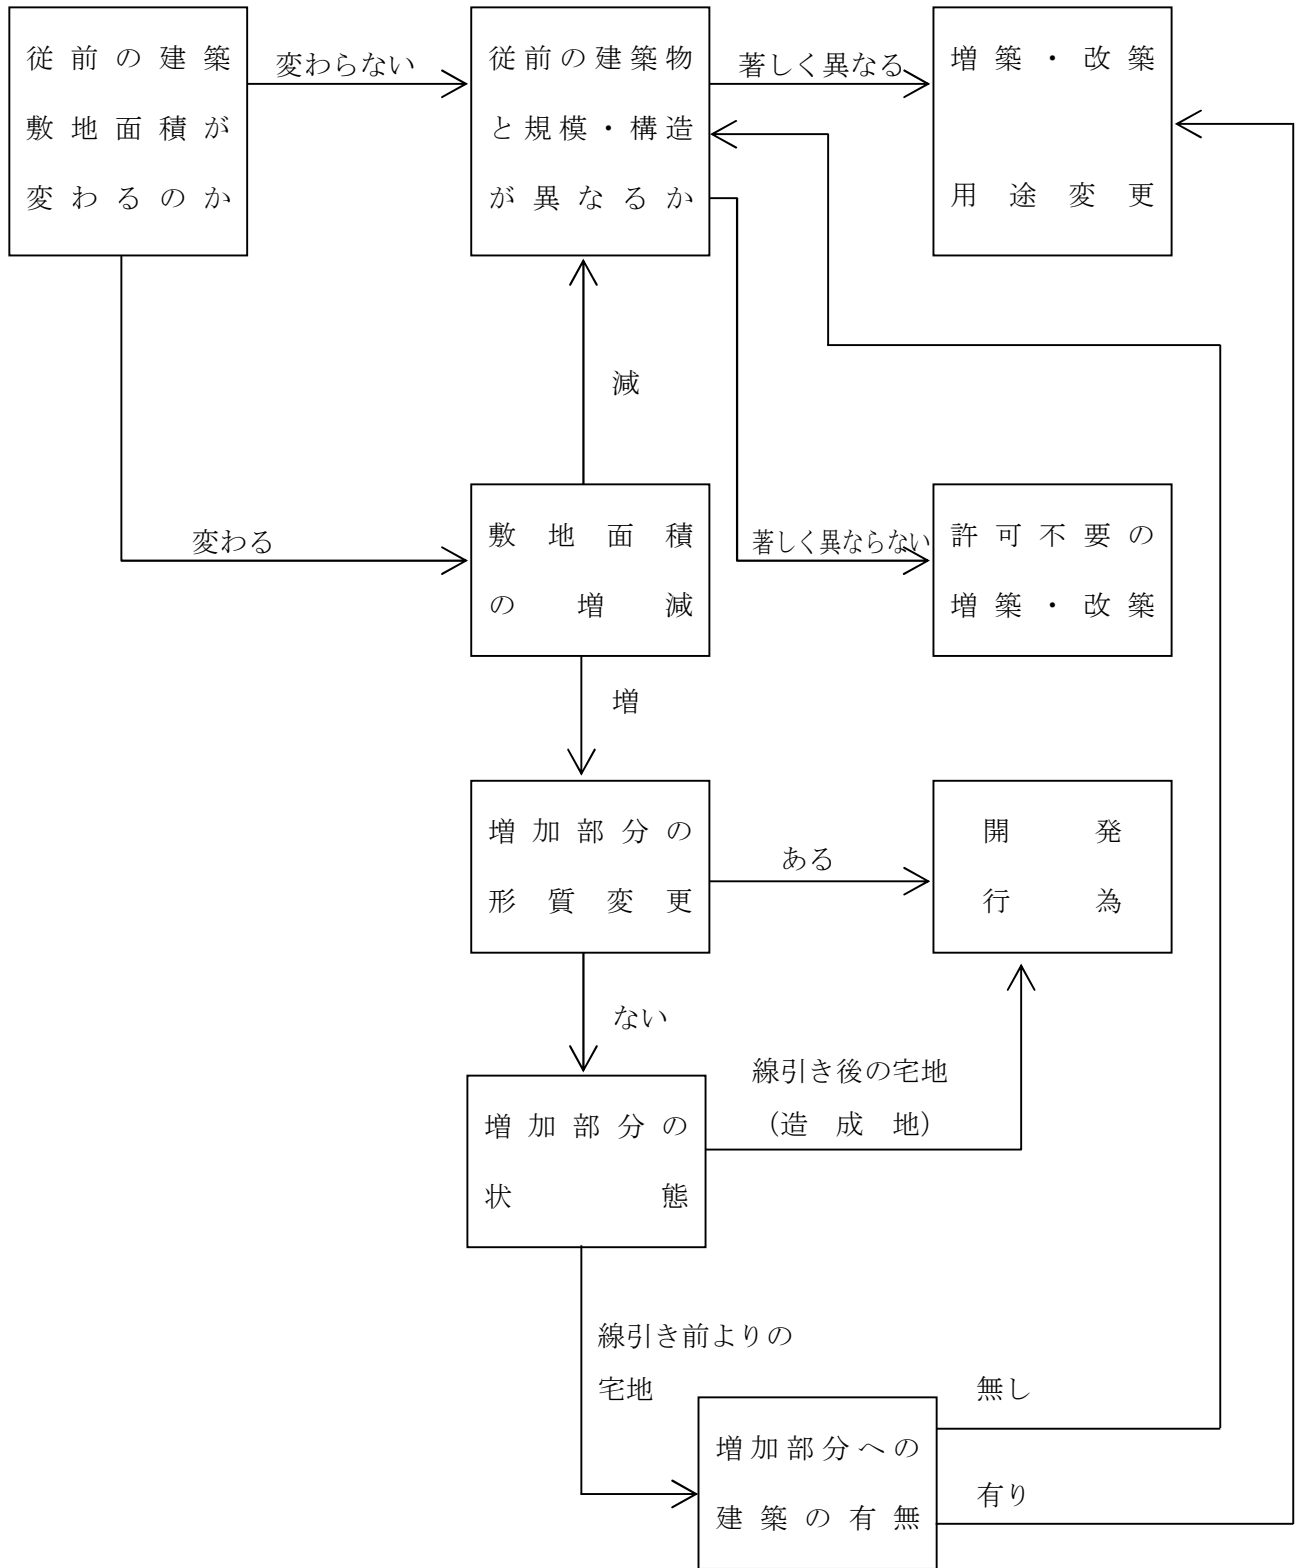 従前の建築
敷地面積が
変わるのか
変わらない
従前の建築物
と規模・構造
が異なるか
著しく異なる
増築・改築
用途変更
減
変わる
敷地面積
の増減
著しく異ならない
許可不要の
増築・改築
増
増加部分の
形質変更
ある
開発
行為
ない
増加部分の
状態
線引き後の宅地
（造成地）
線引き前よりの
宅地
増加部分への
建築の有無
無し
有り